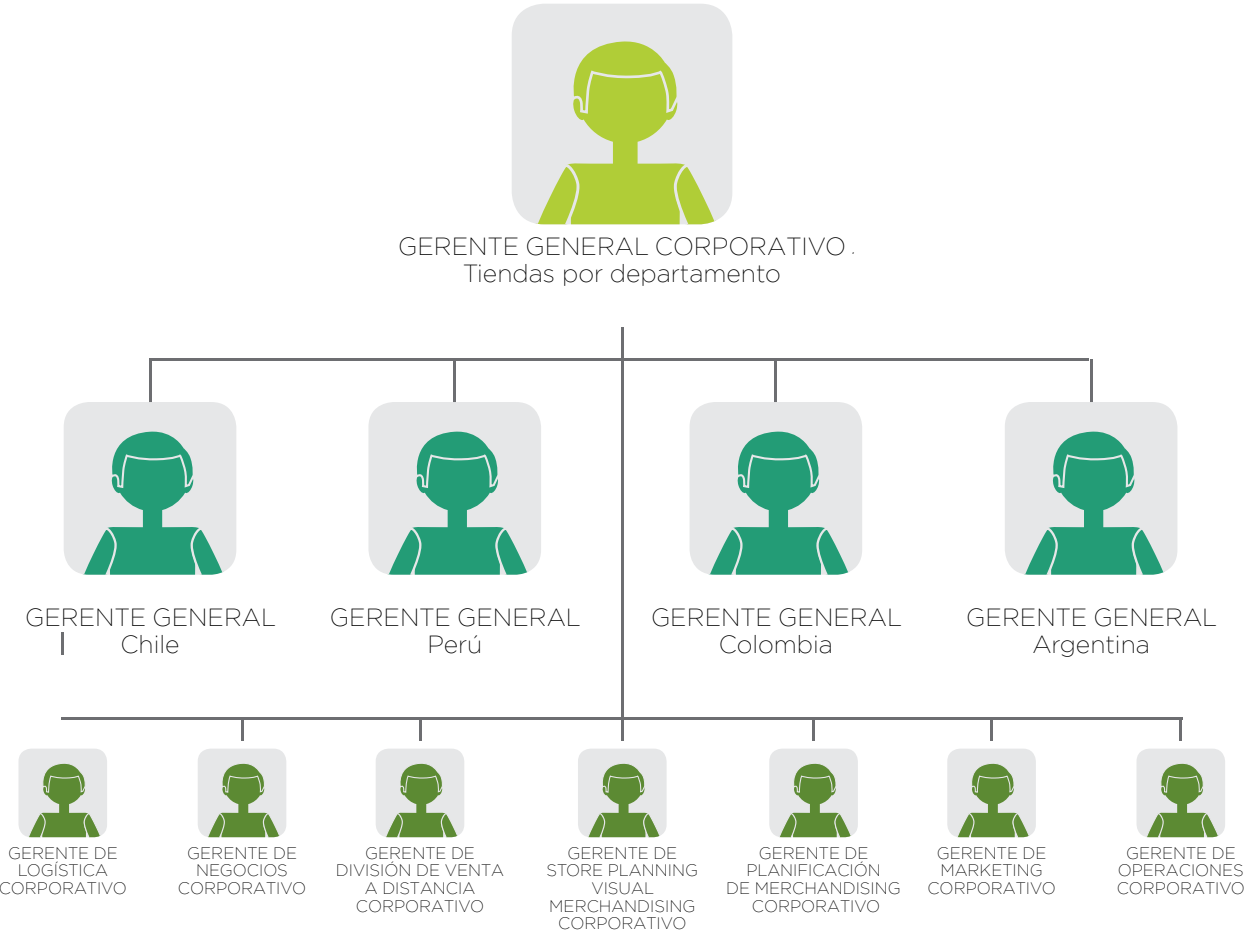 GERENTE GENERAL CORPORATIVO .
Tiendas por departamento
GERENTE GENERAL
Chile
GERENTE GENERAL
Perú
GERENTE GENERAL
Colombia
GERENTE GENERAL
Argentina
GERENTE DE
LOGÍSTICA
CORPORATIVO
GERENTE DE
NEGOCIOS
CORPORATIVO
GERENTE DE
DIVISIÓN DE VENTA
A DISTANCIA
CORPORATIVO
GERENTE DE
STORE PLANNING
VISUAL
MERCHANDISING
CORPORATIVO
GERENTE DE
PLANIFICACIÓN
DE MERCHANDISING
CORPORATIVO
GERENTE DE
MARKETING
CORPORATIVO
GERENTE DE
OPERACIONES
CORPORATIVO